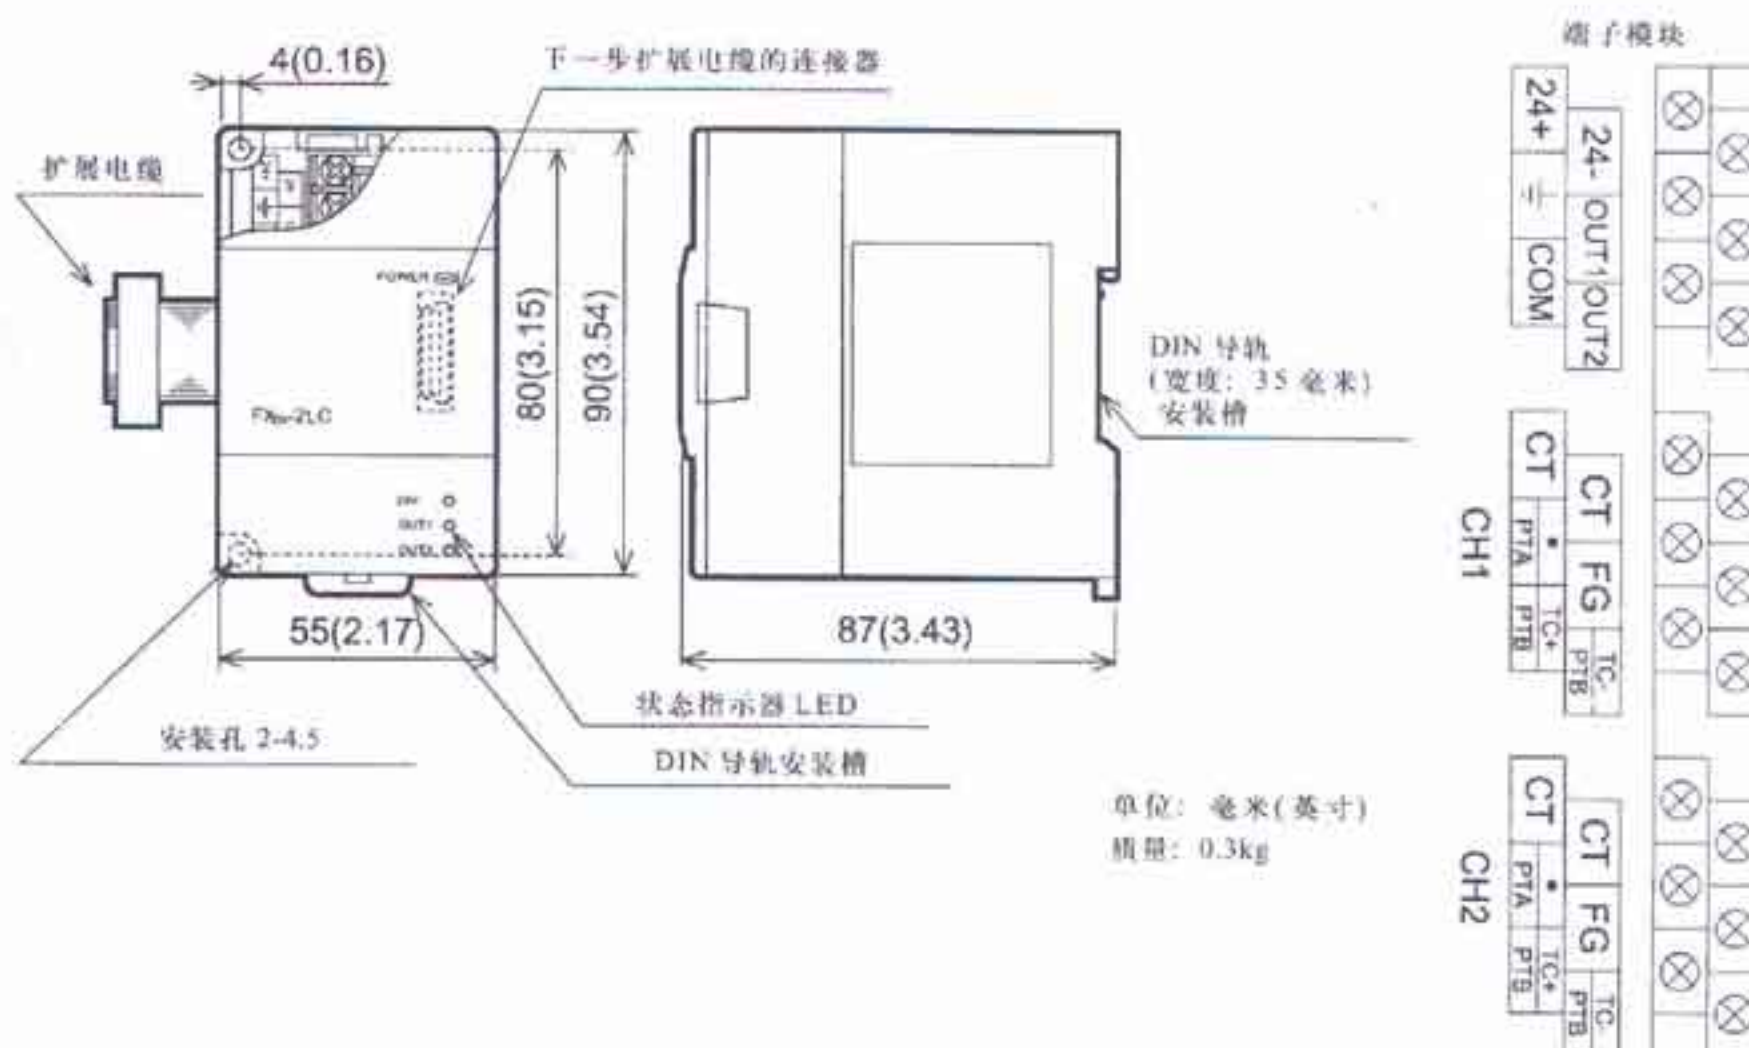 4(0.16)
下一步扩展电缆的连接器
扩展电缆
POWER
80(3.15)
90(3.54)
FX2N-2LC
24V
OUT1
OUT2
55(2.17)
87(3.43)
DIN 导轨
(宽度: 35 毫米)
安装槽
状态指示器 LED
安装孔 2-4.5
DIN 导轨安装槽
单位: 毫米(英寸)
质量: 0.3kg
端子模块
24+
COM
24-
OUT1
OUT2
CH1
CT
PTA
TC+
PTB
CT
FG
TC-
PTB
CH2
CT
PTA
TC+
PTB
CT
FG
TC-
PTB